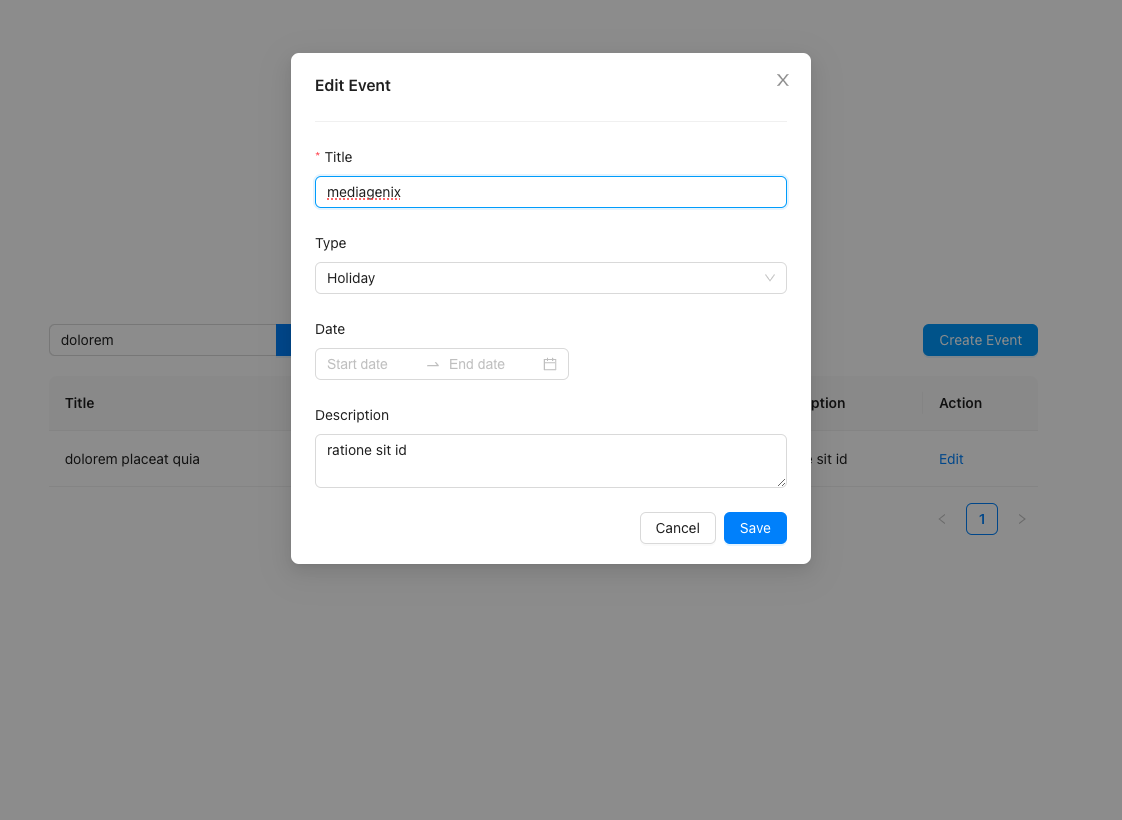 Edit Event
* Title
mediagenix
Type
Holiday
Date
Start date End date
Description
ratione sit id
Cancel Save
dolorem
Create Event
Title ption Action
dolorem placeat quia sit id Edit
1